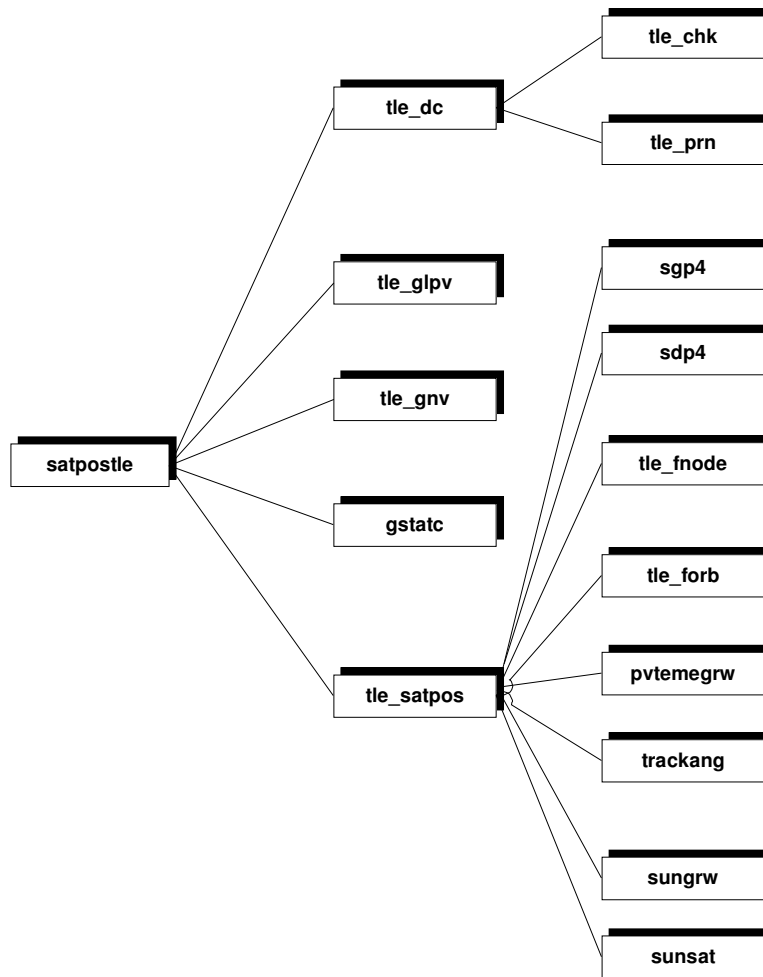 tle_chk
tle_dc
tle_prn
sgp4
tle_glpv
sdp4
tle_gnv
satpostle
tle_fnode
gstatc
tle_forb
pvtemegrw
tle_satpos
trackang
sungrw
sunsat